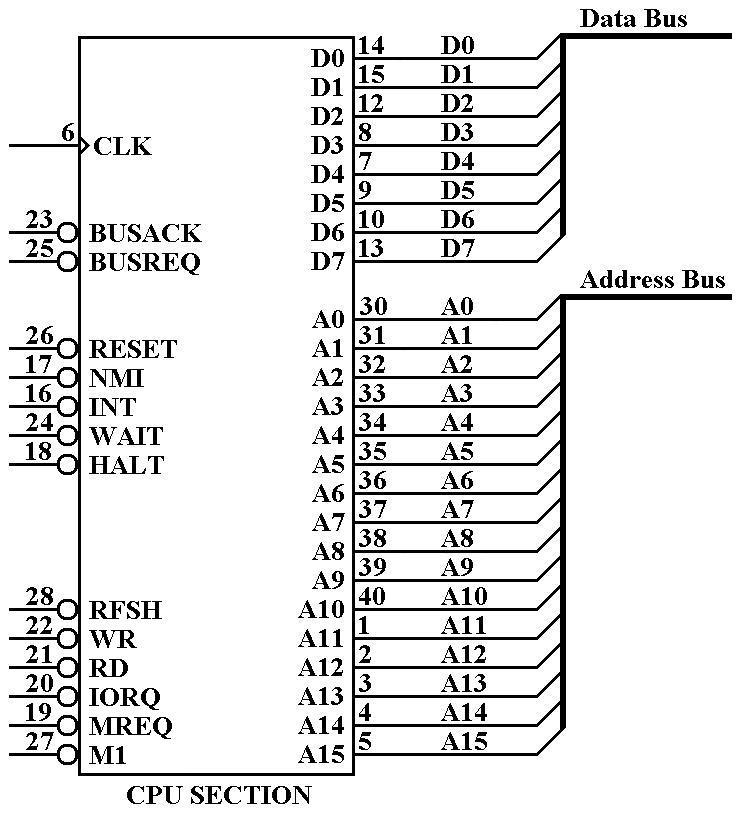 Data Bus
14 D0
D0
15 D1
D1
12 D2
D2
8 D3
6 CLK D3
7 D4
D4
9 D5
D5
23 10 D6
BUSACK D6
25 13 D7
BUSREQ D7
Address Bus
30 A0
A0
26 31 A1
RESET A1
17 32 A2
NMI A2
16 33 A3
INT A3
24 34 A4
WAIT A4
18 35 A5
HALT A5
36 A6
A6
37 A7
A7
38 A8
A8
39 A9
A9
28 40 A10
RFSH A10
22 1 A11
WR A11
21 2 A12
RD A12
20 3 A13
IORQ A13
19 4 A14
MREQ A14
27 5 A15
M1 A15
CPU SECTION